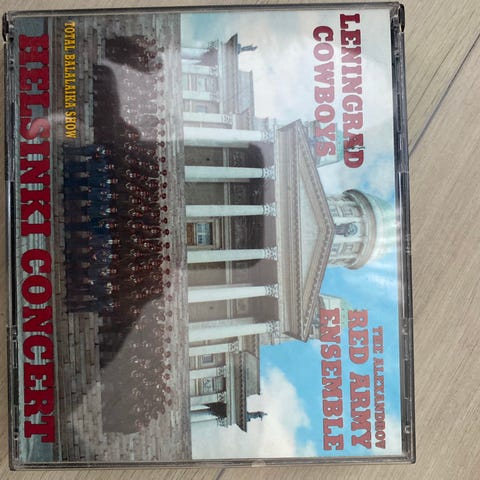 LENINGRAD
COWBOYS
THE ALEXANDROV
RED ARMY
ENSEMBLE
TOTAL BALALAIKA SHOW
HELSINKI CONCERT